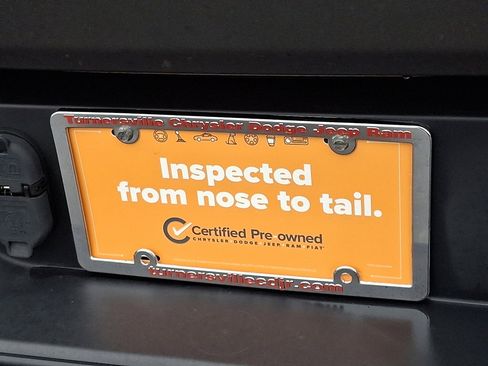 Turnersville Chrysler Dodge Jeep Ram
Inspected
from nose to tail.
Certified Pre owned
CHRYSLER DODGE JEEP RAM FIAT
turnersvillecdjr.com